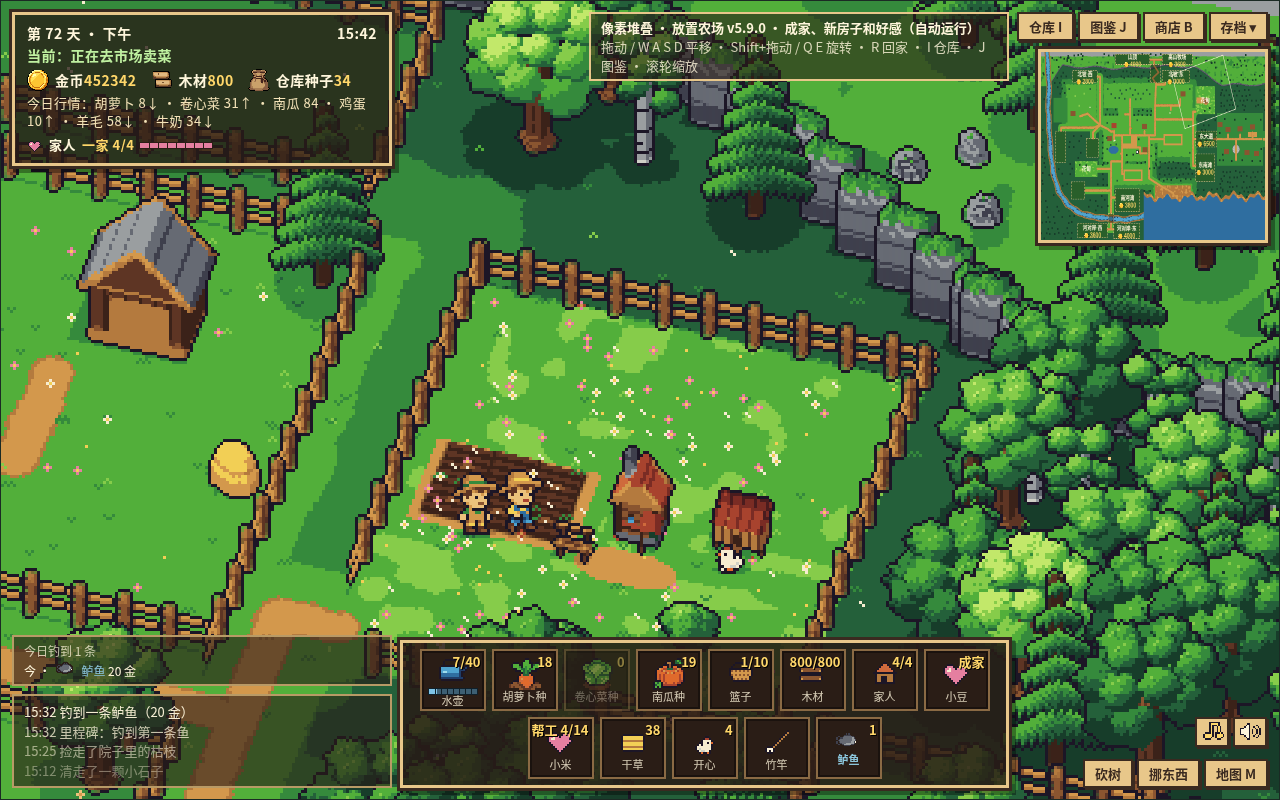 第 72 天 · 下午 15:42
当前：正在去市场卖菜
金币452342 木材800 仓库种子34
今日行情：胡萝卜 8↓ · 卷心菜 31↑ · 南瓜 84 · 鸡蛋
10↑ · 羊毛 58↓ · 牛奶 34↓
家人 一家 4/4
像素堆叠 · 放置农场 v5.9.0 · 成家、新房子和好感（自动运行）
拖动 / W A S D 平移 · Shift+拖动 / Q E 旋转 · R 回家 · I 仓库 · J
图鉴 · 滚轮缩放
仓库 I 图鉴 J 商店 B 存档 ▾
今日钓到 1 条
今 · 鲈鱼 20 金
15:32 钓到一条鲈鱼（20 金）
15:32 里程碑：钓到第一条鱼
15:25 捡走了院子里的枯枝
15:12 清走了一颗小石子
7/40 18 0 19 1/10 800/800 4/4 成家
水壶 胡萝卜种 卷心菜种 南瓜种 篮子 木材 家人 小豆
帮工 4/14 38 4 1
小米 干草 开心 竹竿 鲈鱼
砍树 挪东西 地图 M